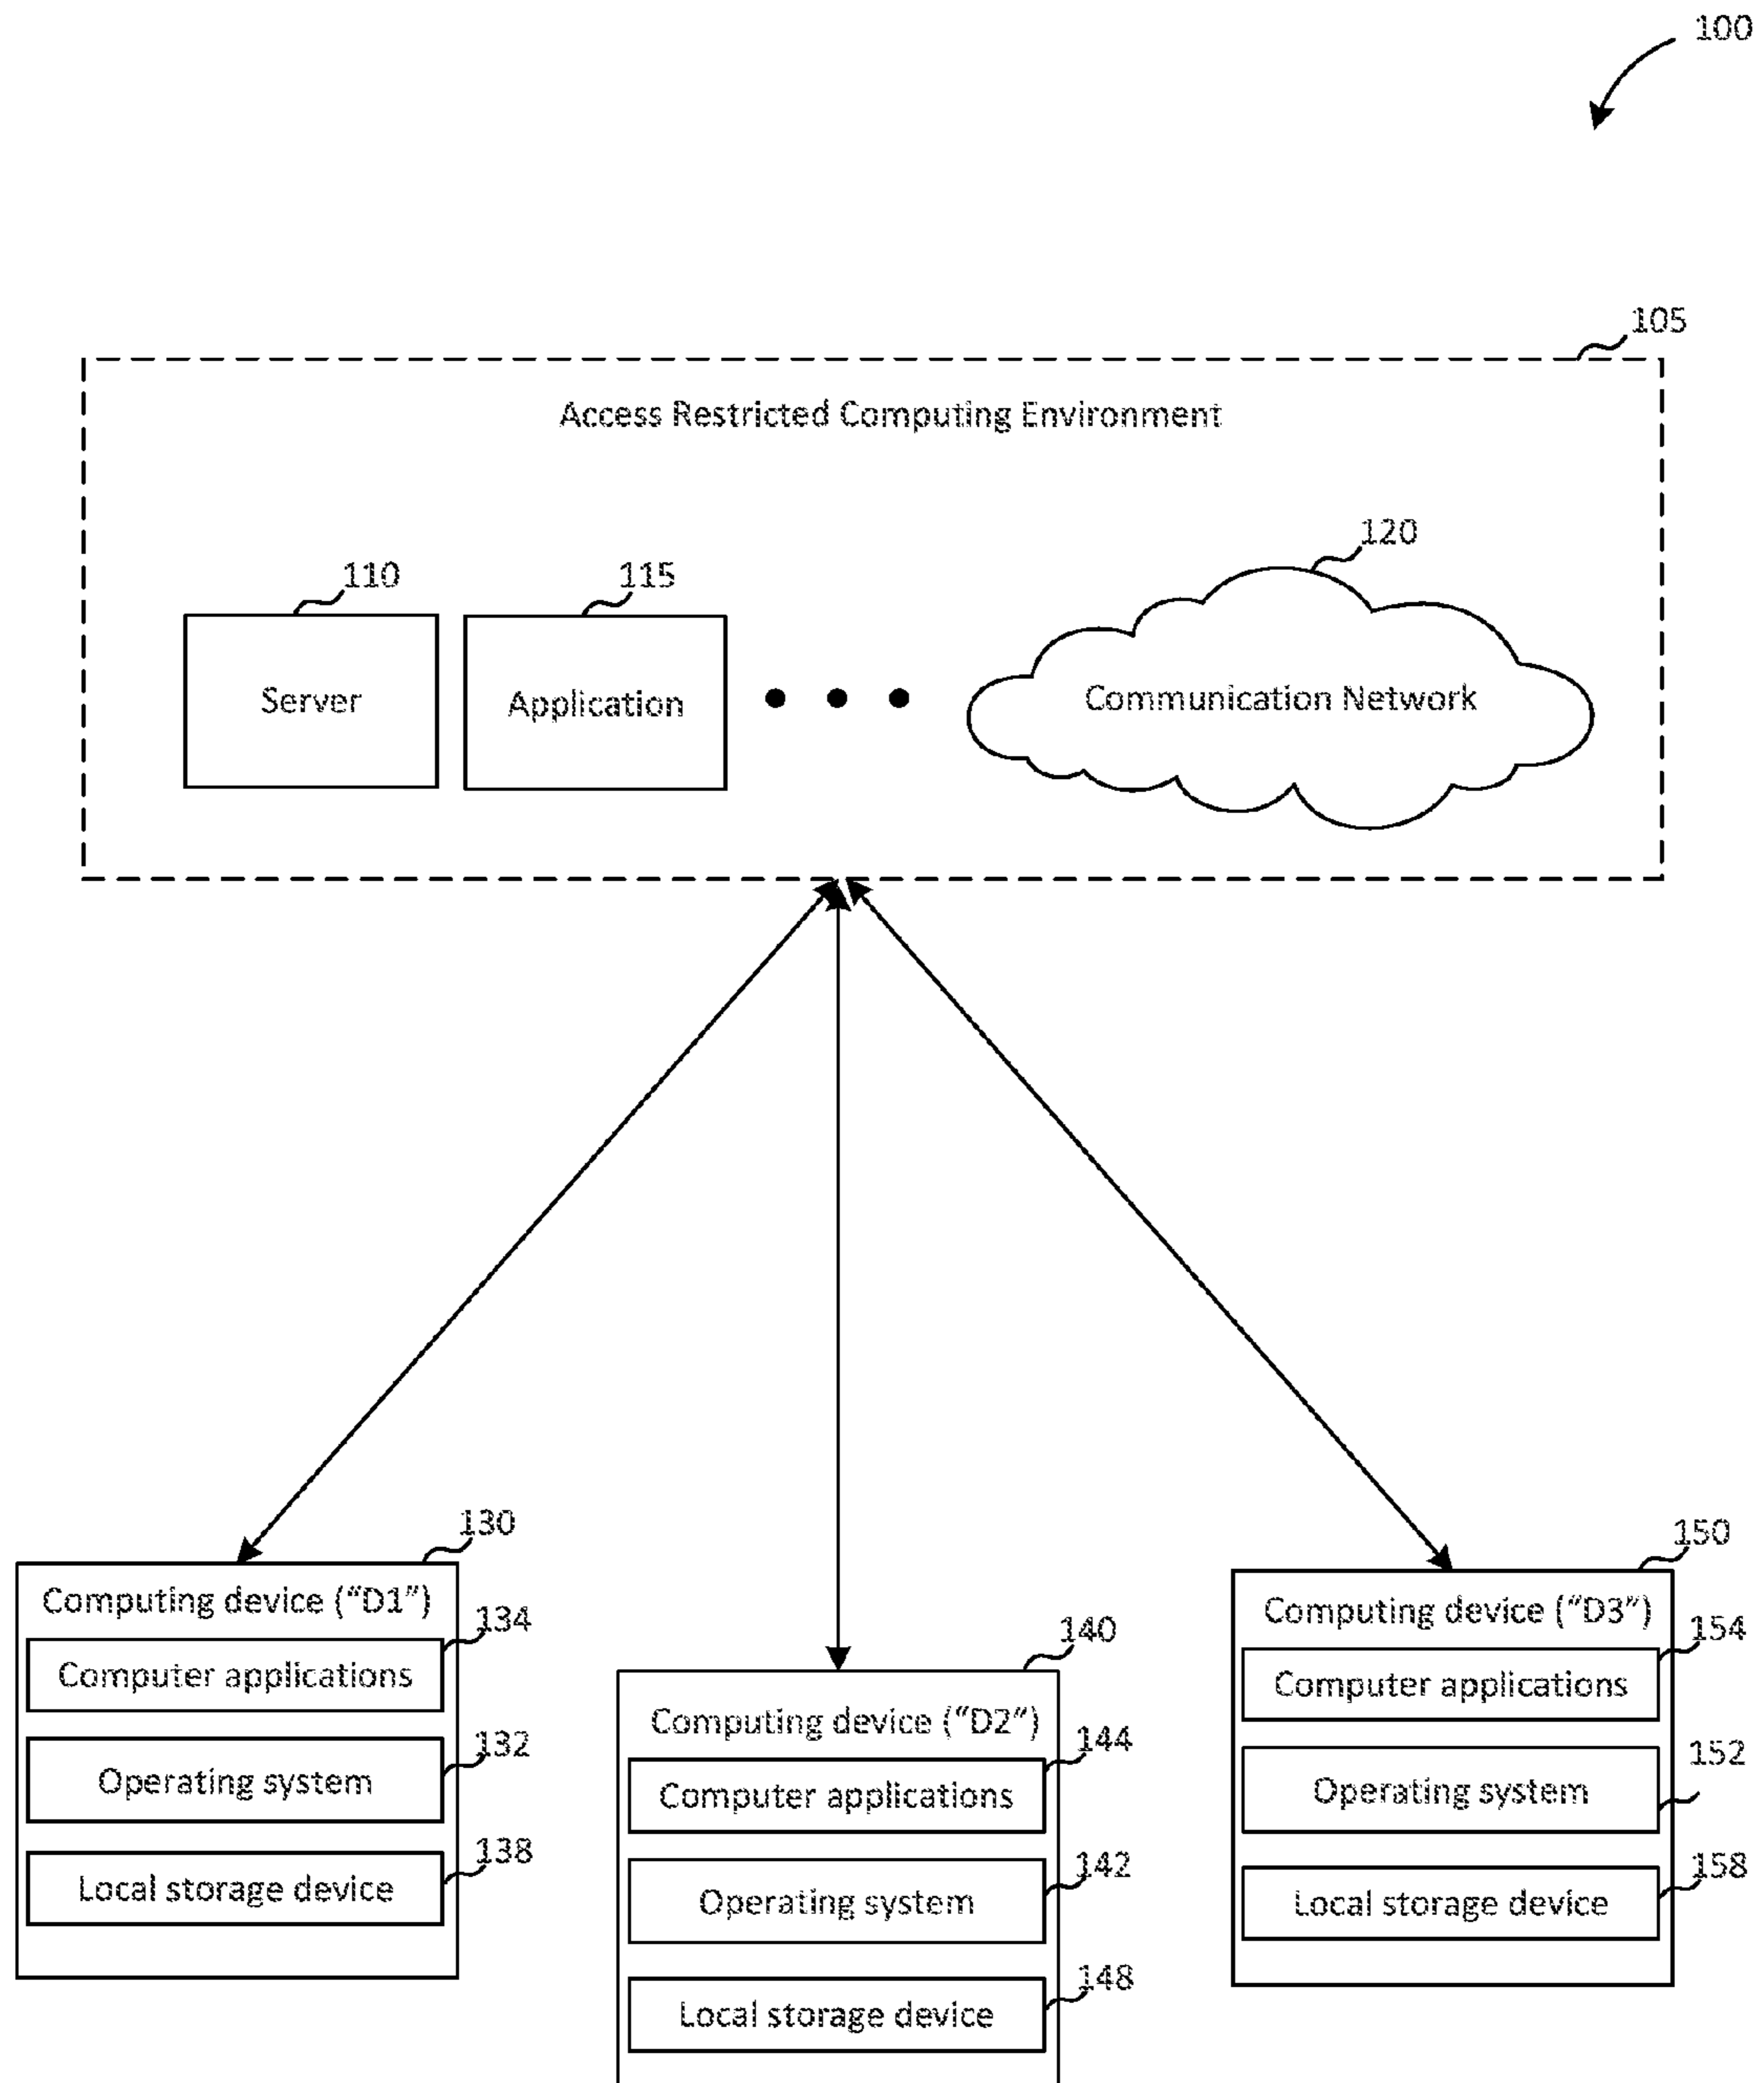 100
105
Access Restricted Computing Environment
120
110
115
Server
Application
Communication Network
130
Computing device ("D1")
134
Computer applications
132
Operating system
138
Local storage device
140
Computing device ("D2")
144
Computer applications
142
Operating system
148
Local storage device
150
Computing device ("D3")
154
Computer applications
152
Operating system
158
Local storage device